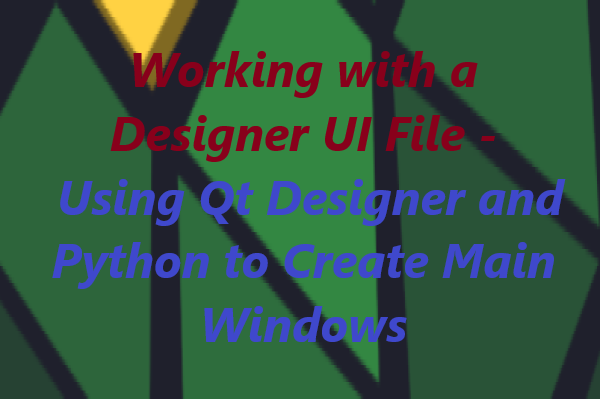 Working with a
Designer UI File -
Using Qt Designer and
Python to Create Main
Windows